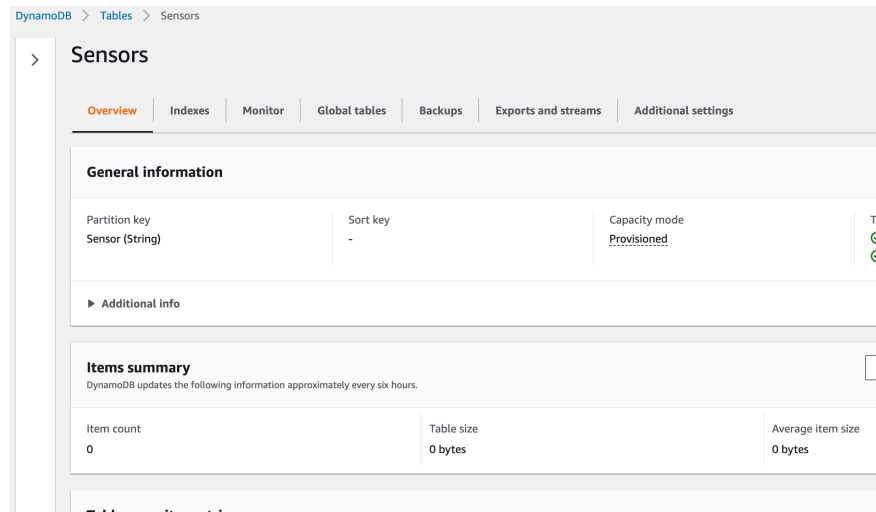 DynamoDB > Tables > Sensors
Sensors
Overview Indexes Monitor Global tables Backups Exports and streams Additional settings
General information
Partition key Sort key Capacity mode
Sensor (String) - Provisioned
Additional info
Items summary
DynamoDB updates the following information approximately every six hours.
Item count Table size Average item size
0 0 bytes 0 bytes